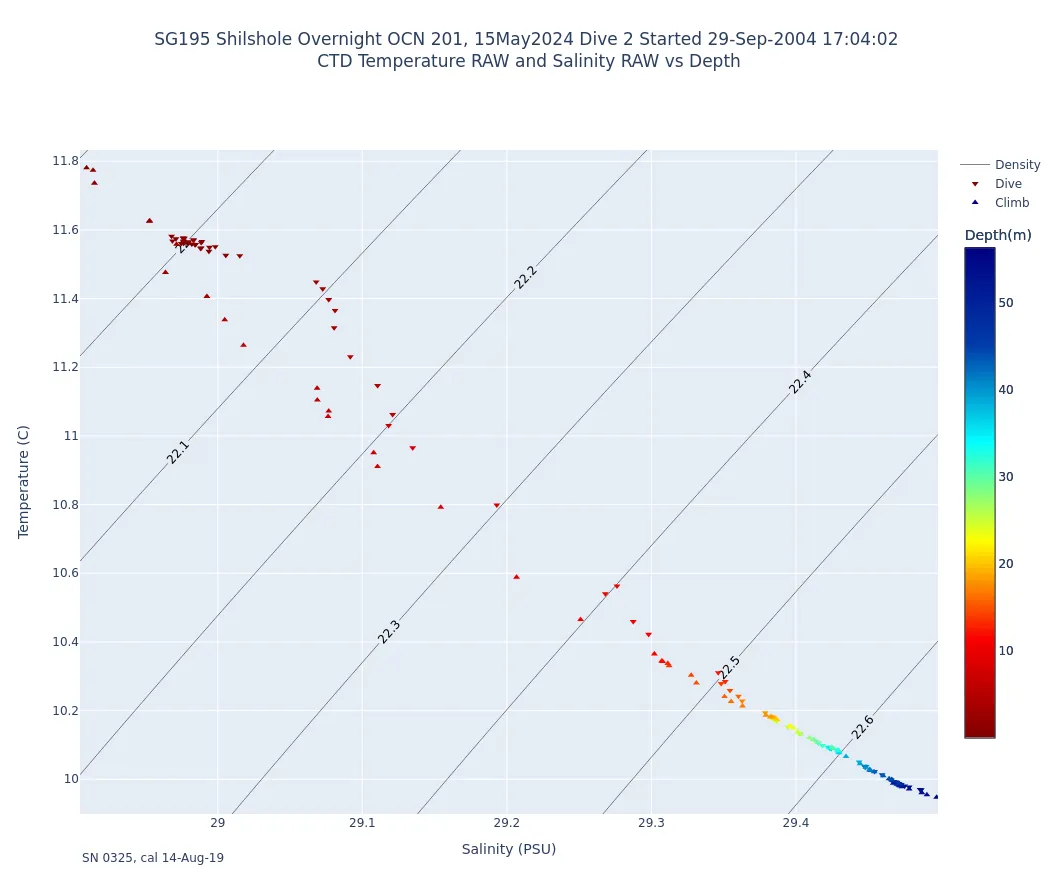 SG195 Shilshole Overnight OCN 201, 15May2024 Dive 2 Started 29-Sep-2004 17:04:02
CTD Temperature RAW and Salinity RAW vs Depth
Density
Dive
Climb
Depth(m)
50
40
30
20
10
11.8
11.6
11.4
11.2
11
10.8
10.6
10.4
10.2
10
Temperature (C)
22.2
22.4
22.1
22.3
22.5
22.6
29
29.1
29.2
29.3
29.4
Salinity (PSU)
SN 0325, cal 14-Aug-19